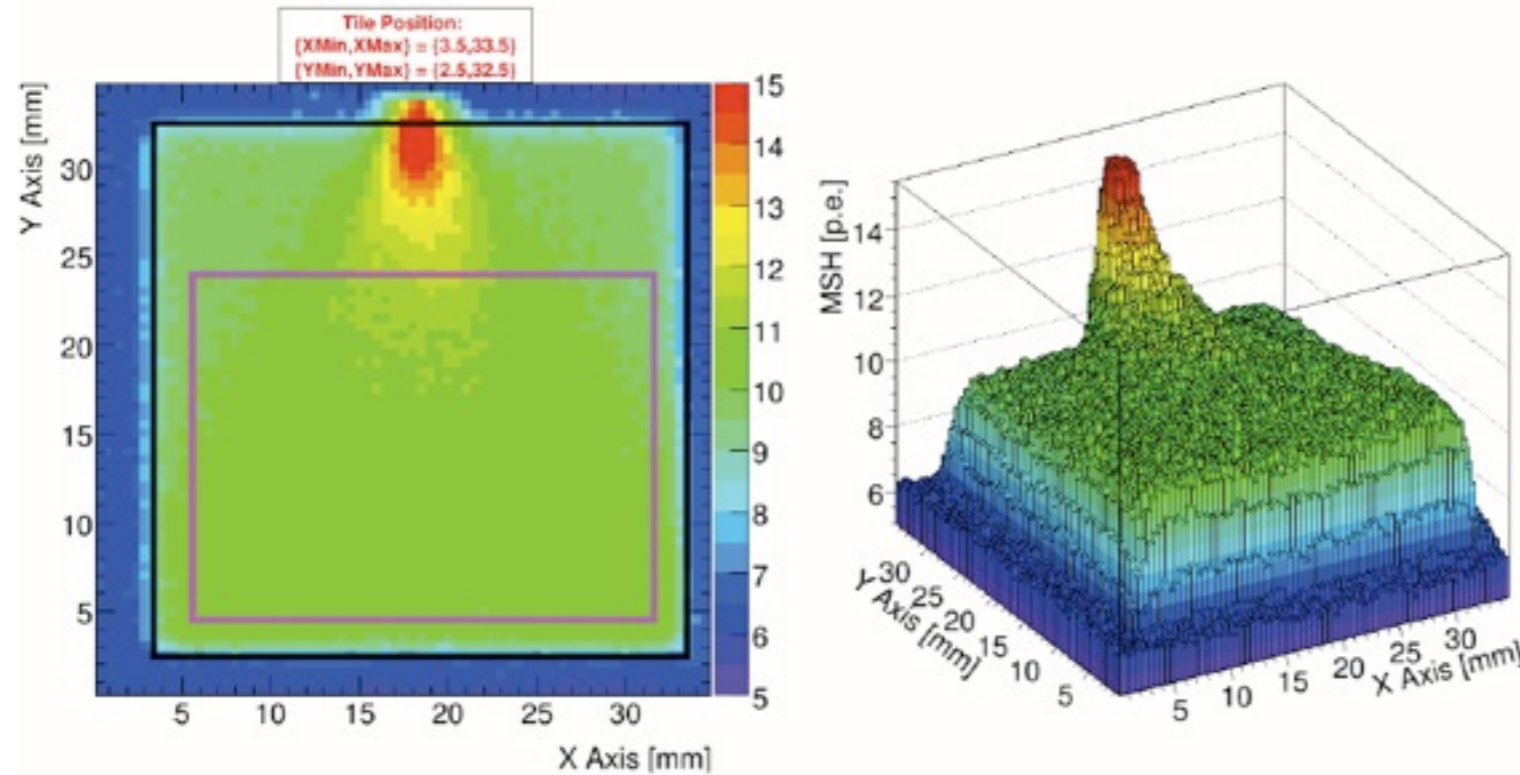 Tile Position:
{XMin,XMax} = {3.5,33.5}
{YMin,YMax} = {2.5,32.5}
Y Axis [mm]
30
25
20
15
10
5
5 10 15 20 25 30
X Axis [mm]
15
14
13
12
11
10
9
8
7
6
5
MSH [p.e.]
14
12
10
8
6
Y Axis [mm]
30
25
20
15
10
5
5 10 15 20 25 30
X Axis [mm]